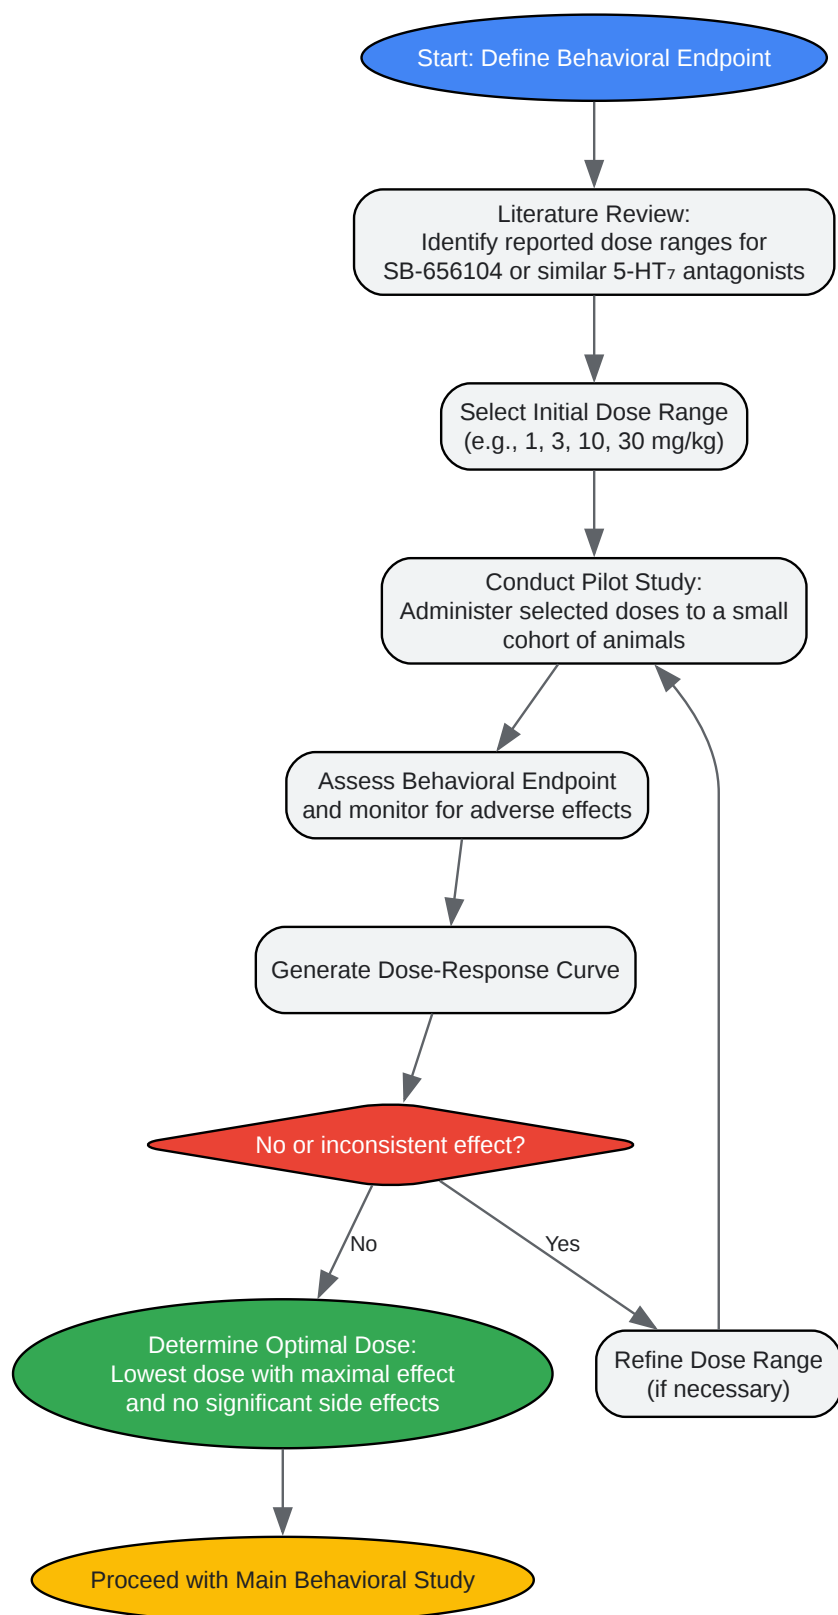 Start: Define Behavioral Endpoint
Literature Review:
Identify reported dose ranges for
SB-656104 or similar 5-HT₇ antagonists
Select Initial Dose Range
(e.g., 1, 3, 10, 30 mg/kg)
Conduct Pilot Study:
Administer selected doses to a small
cohort of animals
Assess Behavioral Endpoint
and monitor for adverse effects
Generate Dose-Response Curve
No or inconsistent effect?
No
Yes
Determine Optimal Dose:
Lowest dose with maximal effect
and no significant side effects
Refine Dose Range
(if necessary)
Proceed with Main Behavioral Study